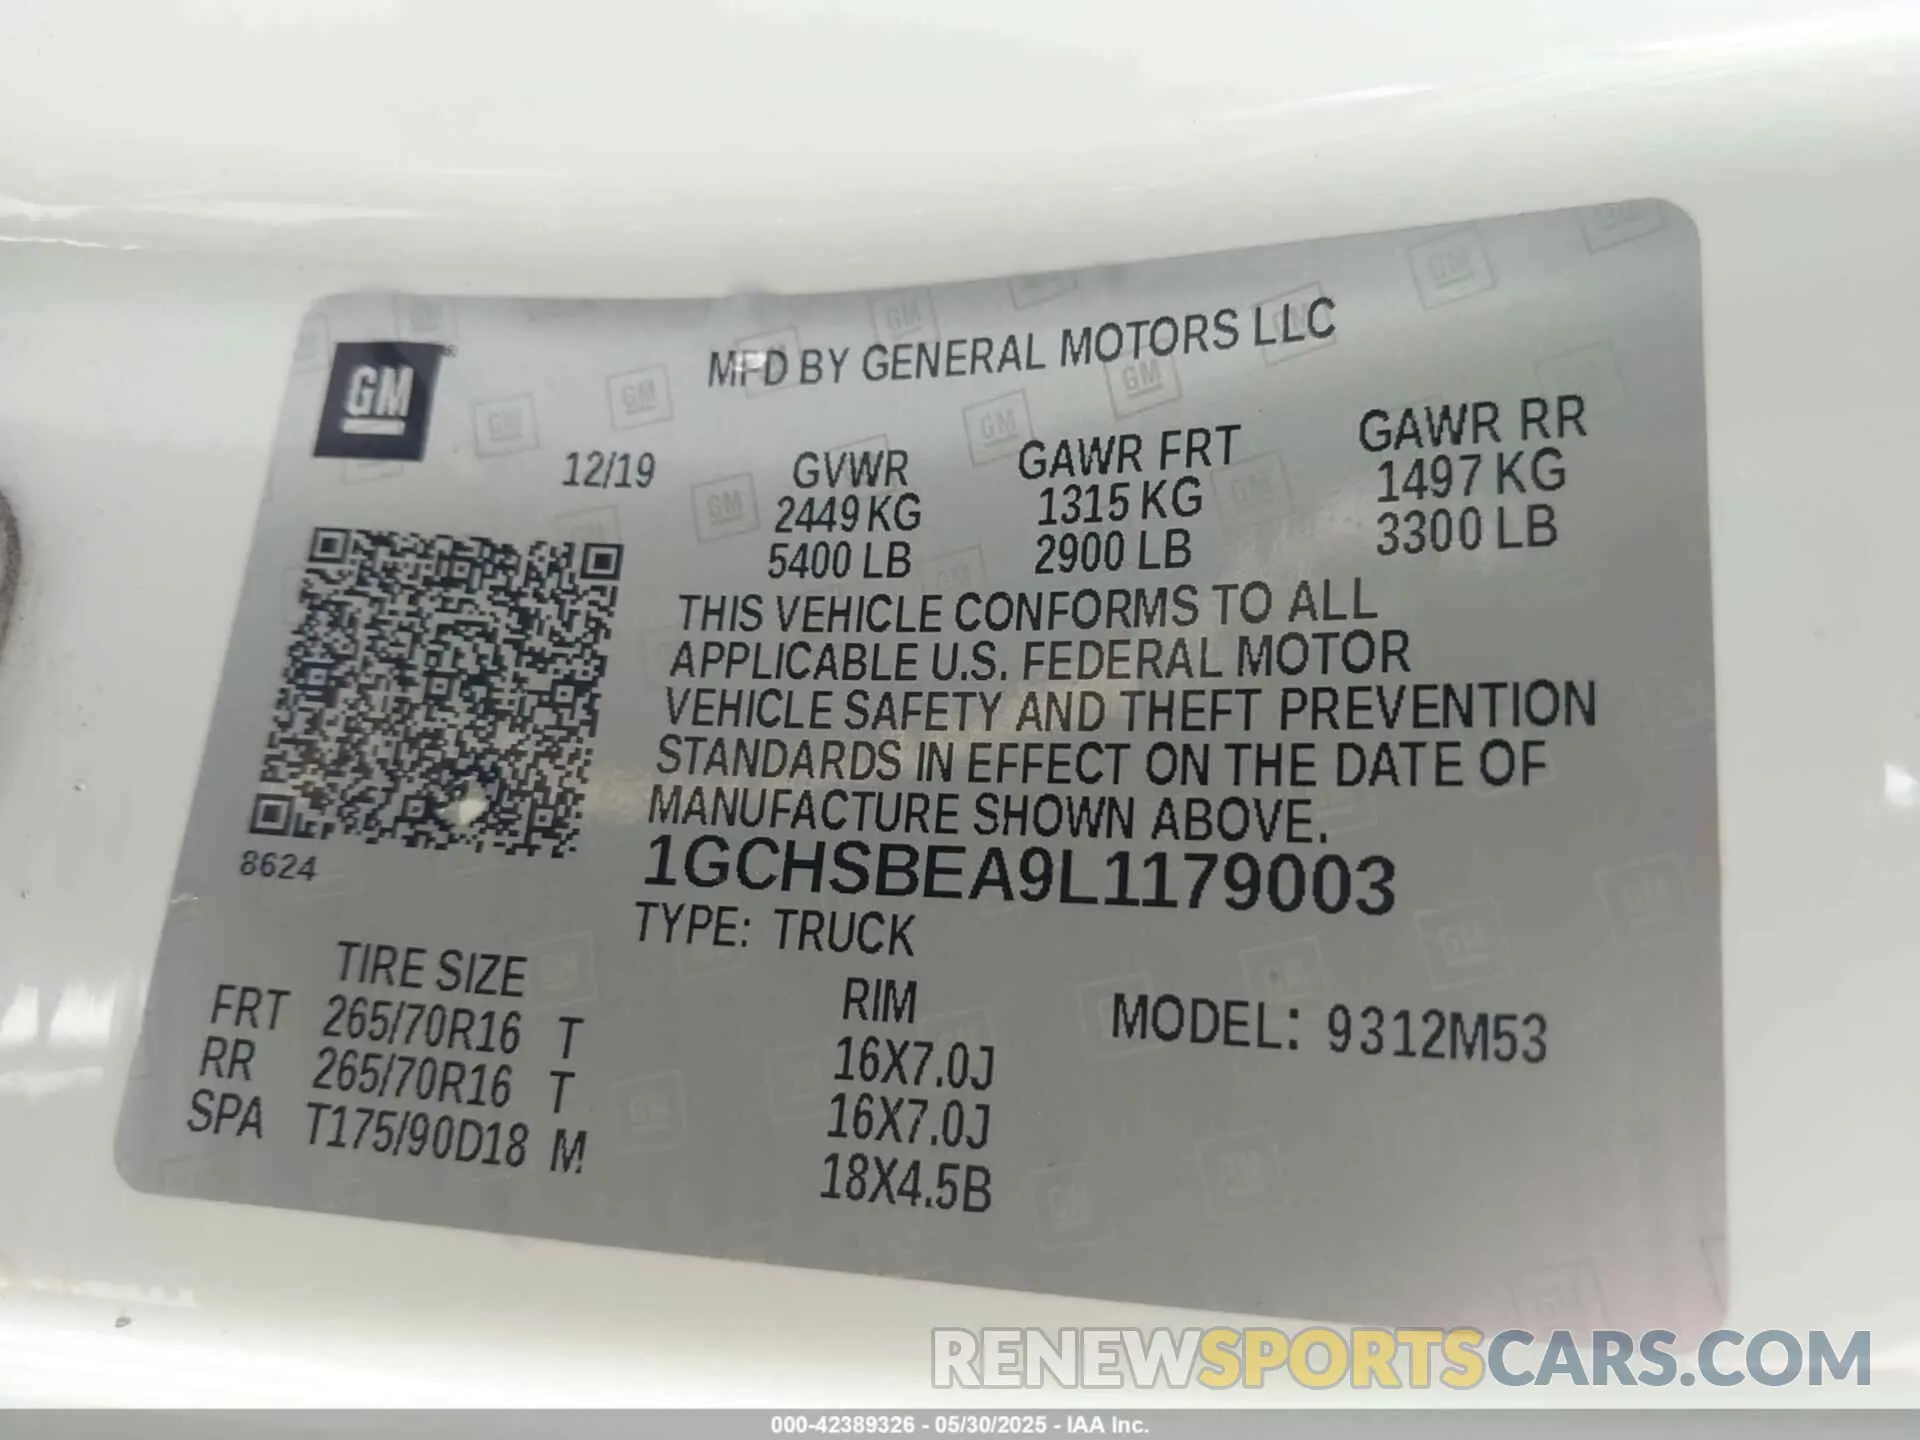 MFD BY GENERAL MOTORS LLC
GM
12/19 GVWR GAWR FRT GAWR RR
2449 KG 1315 KG 1497 KG
5400 LB 2900 LB 3300 LB
THIS VEHICLE CONFORMS TO ALL
APPLICABLE U.S. FEDERAL MOTOR
VEHICLE SAFETY AND THEFT PREVENTION
STANDARDS IN EFFECT ON THE DATE OF
MANUFACTURE SHOWN ABOVE.
8624
1GCHSBEA9L1179003
TYPE: TRUCK
TIRE SIZE RIM MODEL: 9312M53
FRT 265/70R16 T 16X7.0J
RR 265/70R16 T 16X7.0J
SPA T175/90D18 M 18X4.5B
RENEWSPORTSCARS.COM
000-42389326 - 05/30/2025 - IAA Inc.